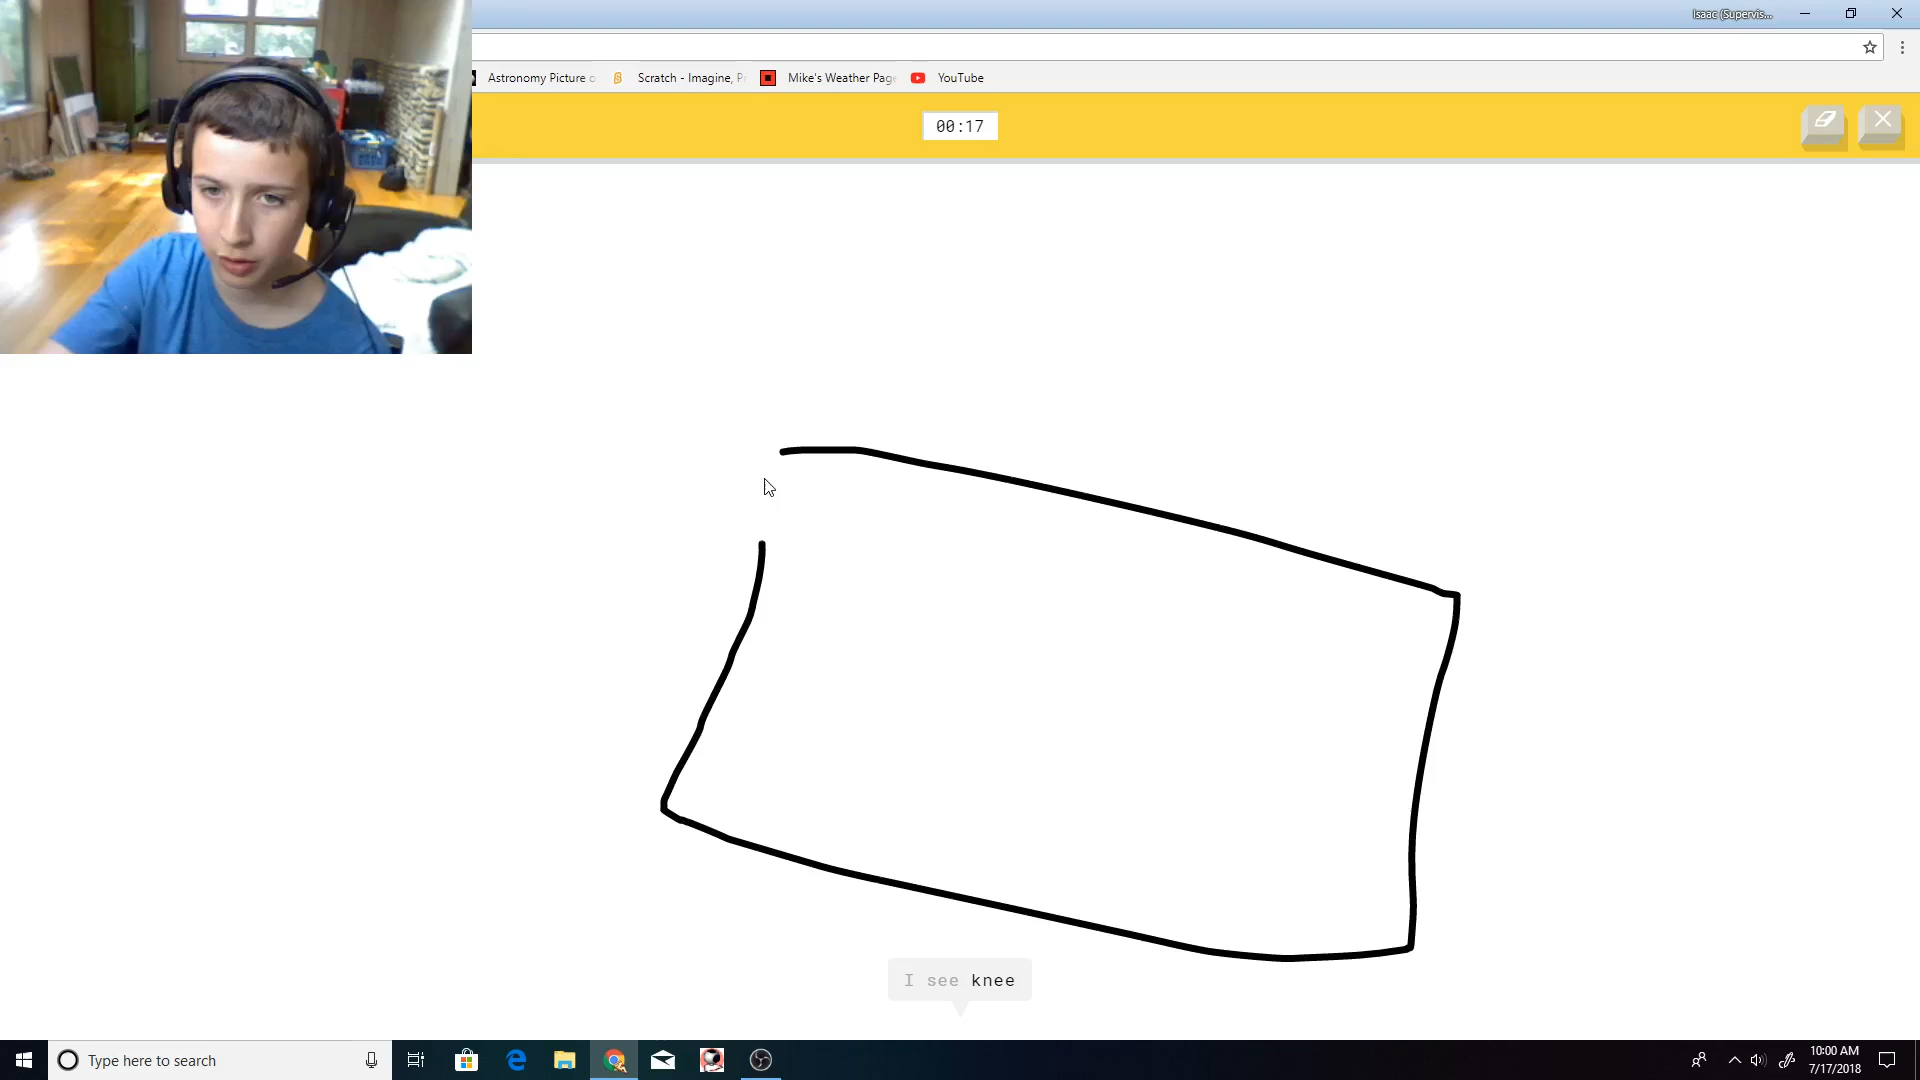 Isaac (Supervis...
Astronomy Picture o
Scratch - Imagine, Pr
Mike's Weather Page
YouTube
00:17
I see knee
Type here to search
10:00 AM
7/17/2018